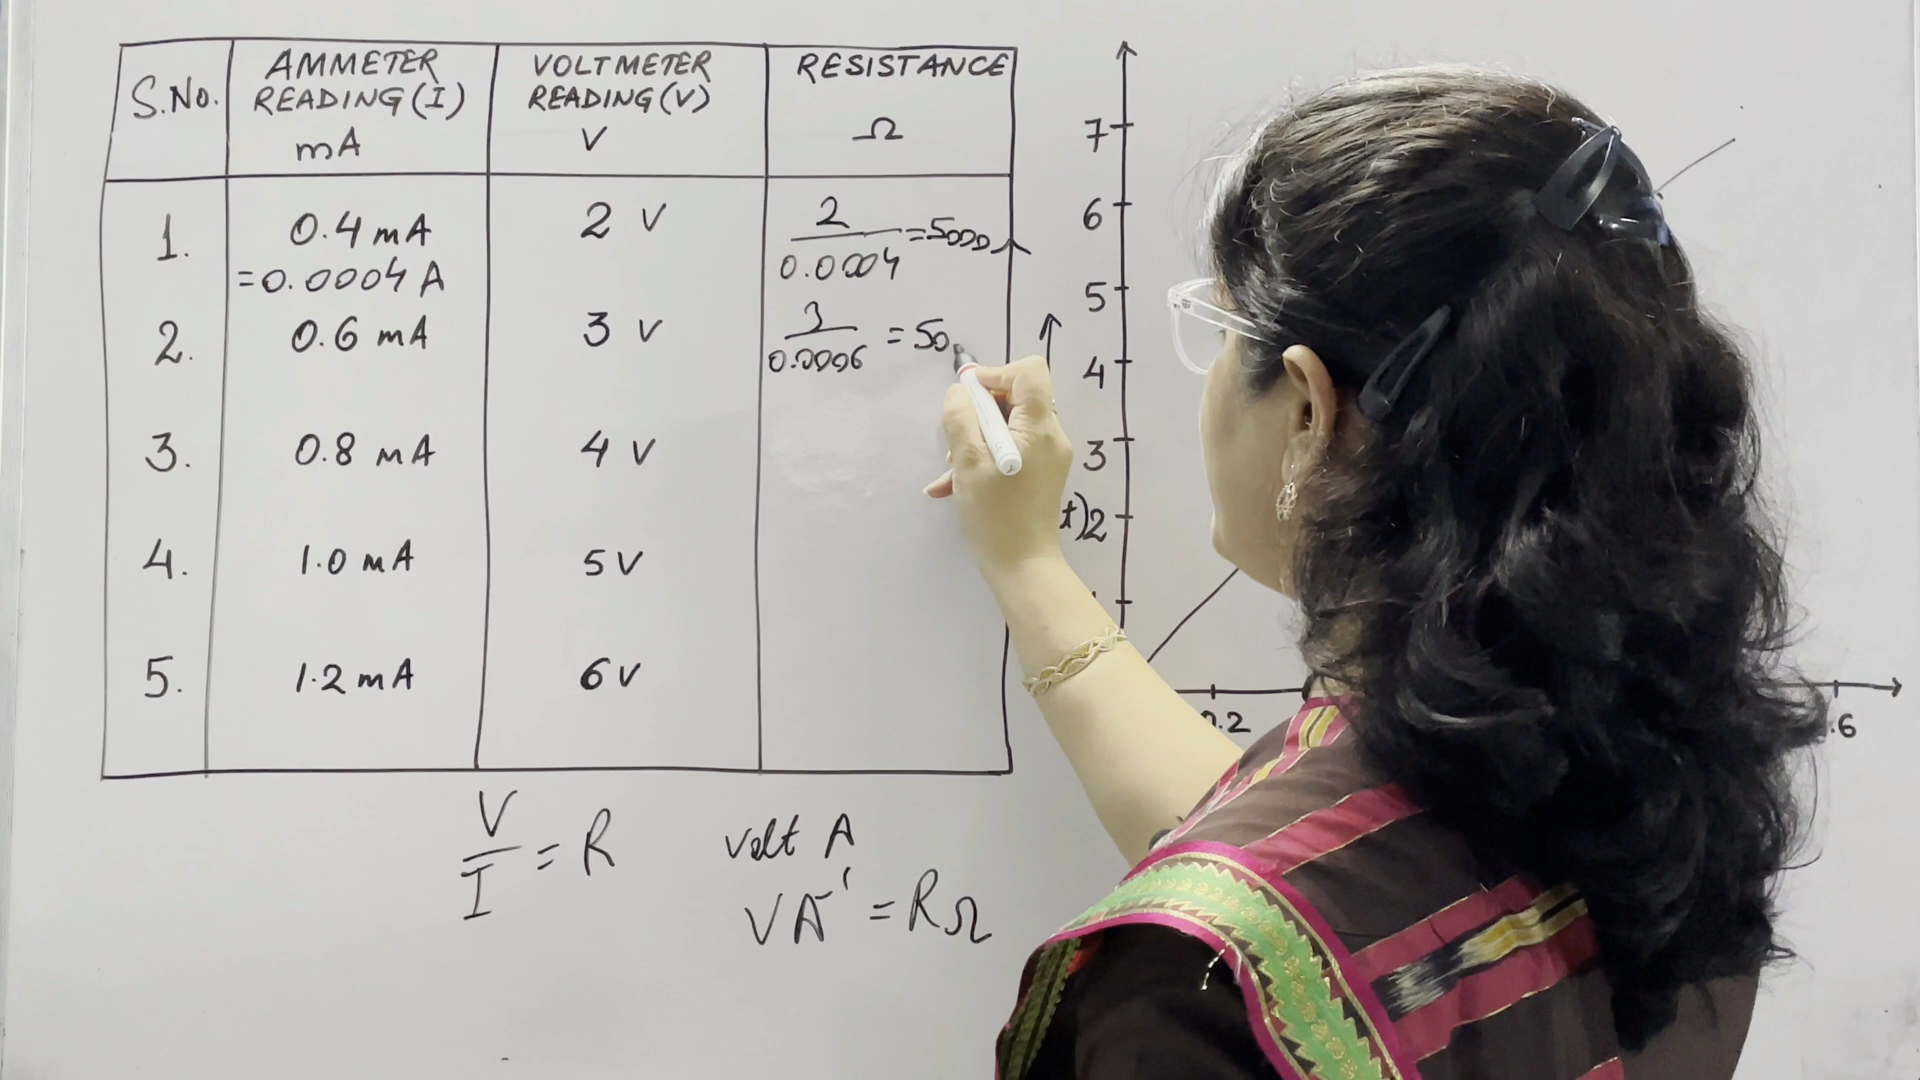 S.No.
AMMETER READING (I) mA
VOLTMETER READING (V) V
RESISTANCE Ω
1.
0.4 mA
=0.0004 A
2 V
2/0.0004 =5000Ω
2.
0.6 mA
3 V
3/0.0006 = 50
3.
0.8 mA
4 V
4.
1.0 mA
5 V
5.
1.2 mA
6 V
V/I = R
Volt A
VA⁻¹ = RΩ
7
6
5
4
3
t)2
0.2
.6